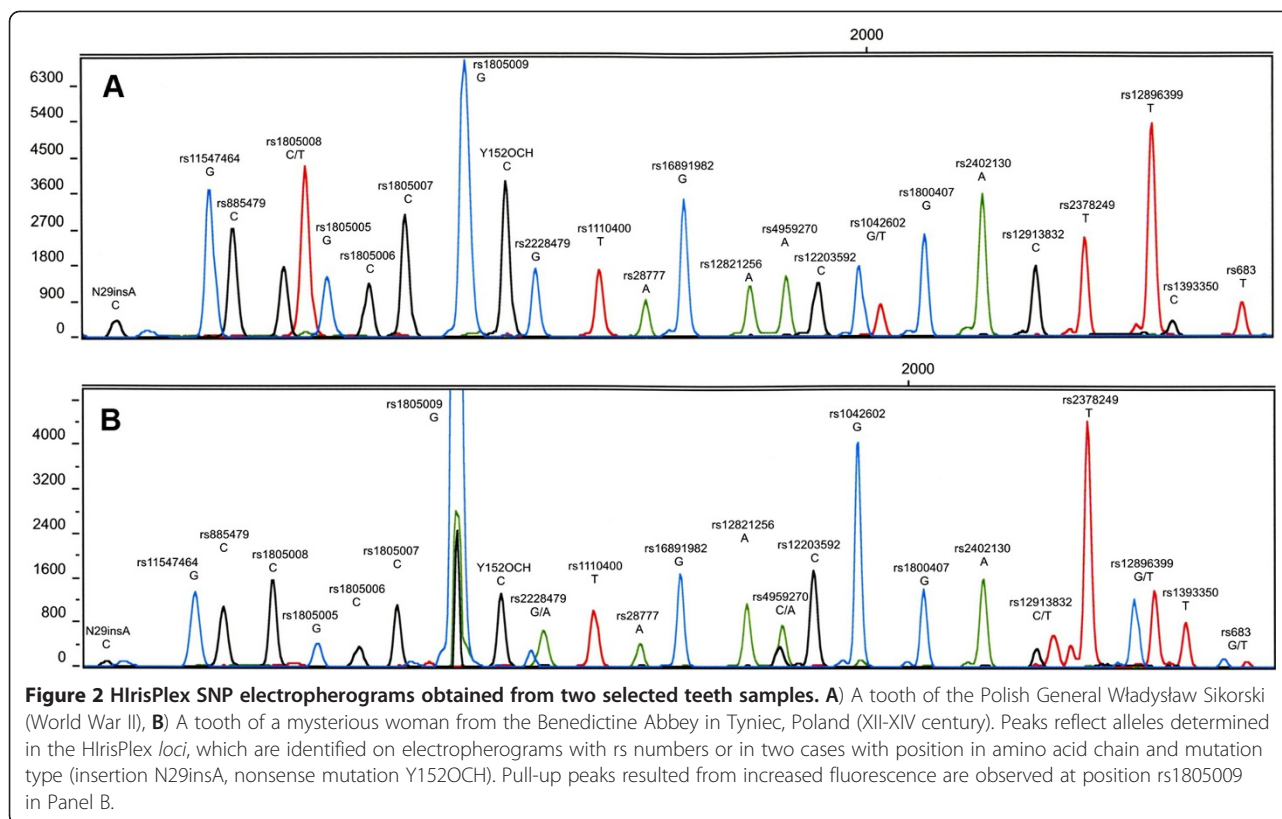 2000
A
6300
5400
4500
3600
2700
1800
900
0
N29insA
C
rs11547464
G
rs885479
C
rs1805008
C/T
rs1805005
G
rs1805006
C
rs1805007
C
rs1805009
G
Y152OCH
C
rs2228479
G
rs1110400
T
rs28777
A
rs16891982
G
rs12821256
A
rs4959270
A
rs12203592
C
rs1042602
G/T
rs1800407
G
rs2402130
A
rs12913832
C
rs2378249
T
rs12896399
T
rs1393350
C
rs683
T
2000
B
4000
3200
2400
1600
800
0
N29insA
C
rs11547464
G
rs885479
C
rs1805008
C
rs1805005
G
rs1805006
C
rs1805007
C
rs1805009
G
Y152OCH
C
rs2228479
G/A
rs1110400
T
rs28777
A
rs16891982
G
rs12821256
A
rs4959270
C/A
rs12203592
C
rs1042602
G
rs1800407
G
rs2402130
A
rs12913832
C/T
rs2378249
T
rs12896399
G/T
rs1393350
T
rs683
G/T
Figure 2 HIrisPlex SNP electropherograms obtained from two selected teeth samples. A) A tooth of the Polish General Władysław Sikorski
(World War II), B) A tooth of a mysterious woman from the Benedictine Abbey in Tyniec, Poland (XII-XIV century). Peaks reflect alleles determined
in the HIrisPlex loci, which are identified on electropherograms with rs numbers or in two cases with position in amino acid chain and mutation
type (insertion N29insA, nonsense mutation Y152OCH). Pull-up peaks resulted from increased fluorescence are observed at position rs1805009
in Panel B.